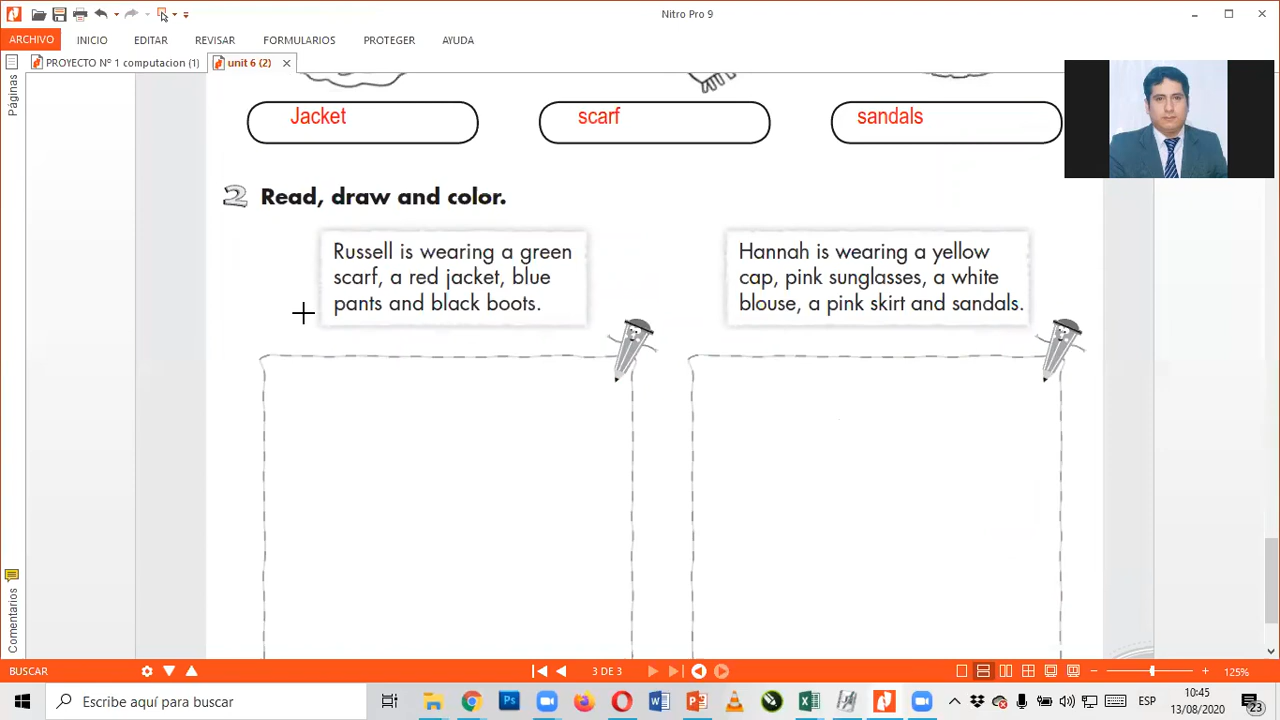 Nitro Pro 9
ARCHIVO INICIO EDITAR REVISAR FORMULARIOS PROTEGER AYUDA
PROYECTO Nº 1 computacion (1) unit 6 (2)
Páginas
Jacket scarf sandals
2 Read, draw and color.
Russell is wearing a green
scarf, a red jacket, blue
pants and black boots.
Hannah is wearing a yellow
cap, pink sunglasses, a white
blouse, a pink skirt and sandals.
Comentarios
BUSCAR 3 DE 3 125%
Escribe aquí para buscar
ESP
10:45
13/08/2020
23